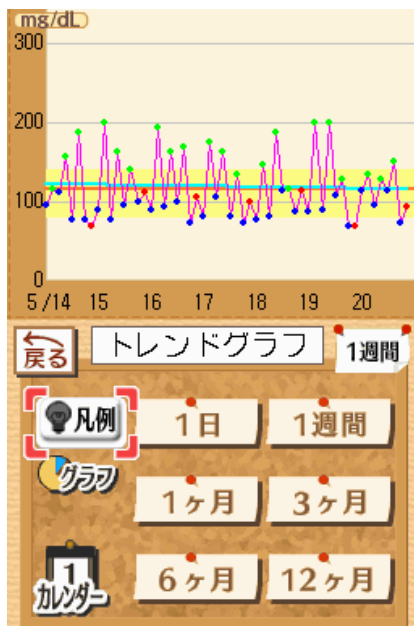 mg/dL
300
200
100
0
5/14 15 16 17 18 19 20
戻る トレンドグラフ 1週間
凡例 1日 1週間
グラフ
1ヶ月 3ヶ月
1
カレンダー 6ヶ月 12ヶ月